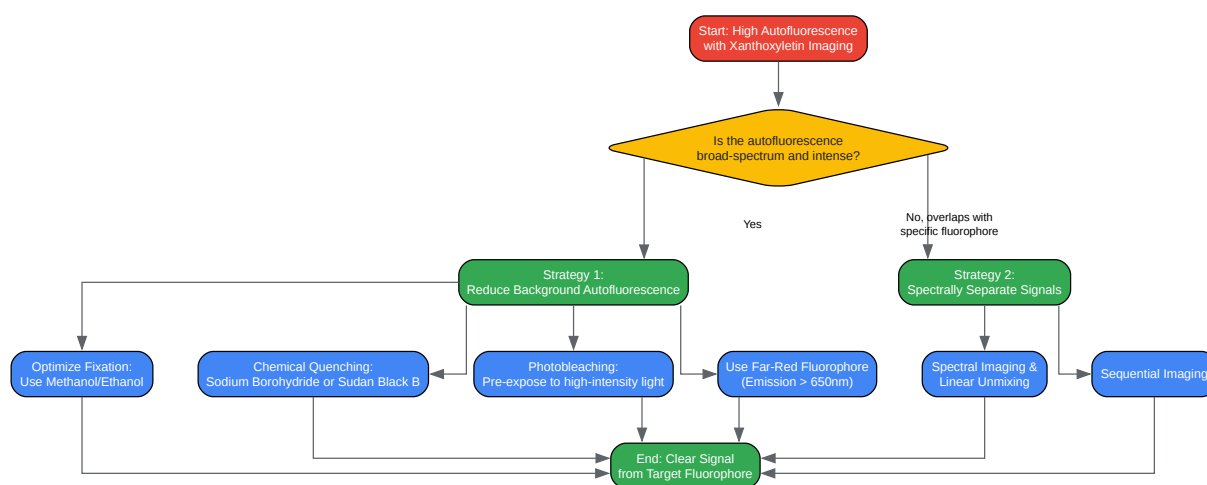 Start: High Autofluorescence
with Xanthoxyletin Imaging
Is the autofluorescence
broad-spectrum and intense?
Yes
No, overlaps with
specific fluorophore
Strategy 1:
Reduce Background Autofluorescence
Strategy 2:
Spectrally Separate Signals
Optimize Fixation:
Use Methanol/Ethanol
Chemical Quenching:
Sodium Borohydride or Sudan Black B
Photobleaching:
Pre-expose to high-intensity light
Use Far-Red Fluorophore
(Emission > 650nm)
Spectral Imaging &
Linear Unmixing
Sequential Imaging
End: Clear Signal
from Target Fluorophore